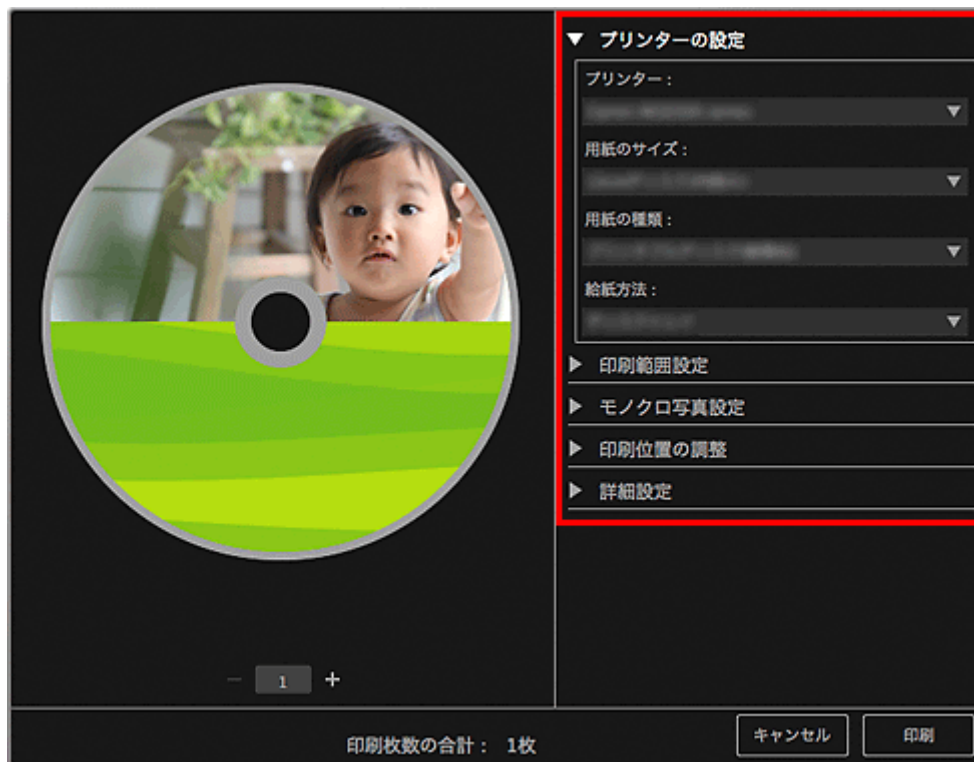 プリンターの設定
プリンター：
用紙のサイズ：
用紙の種類：
給紙方法：
印刷範囲設定
モノクロ写真設定
印刷位置の調整
詳細設定
1
印刷枚数の合計： 1枚
キャンセル
印刷